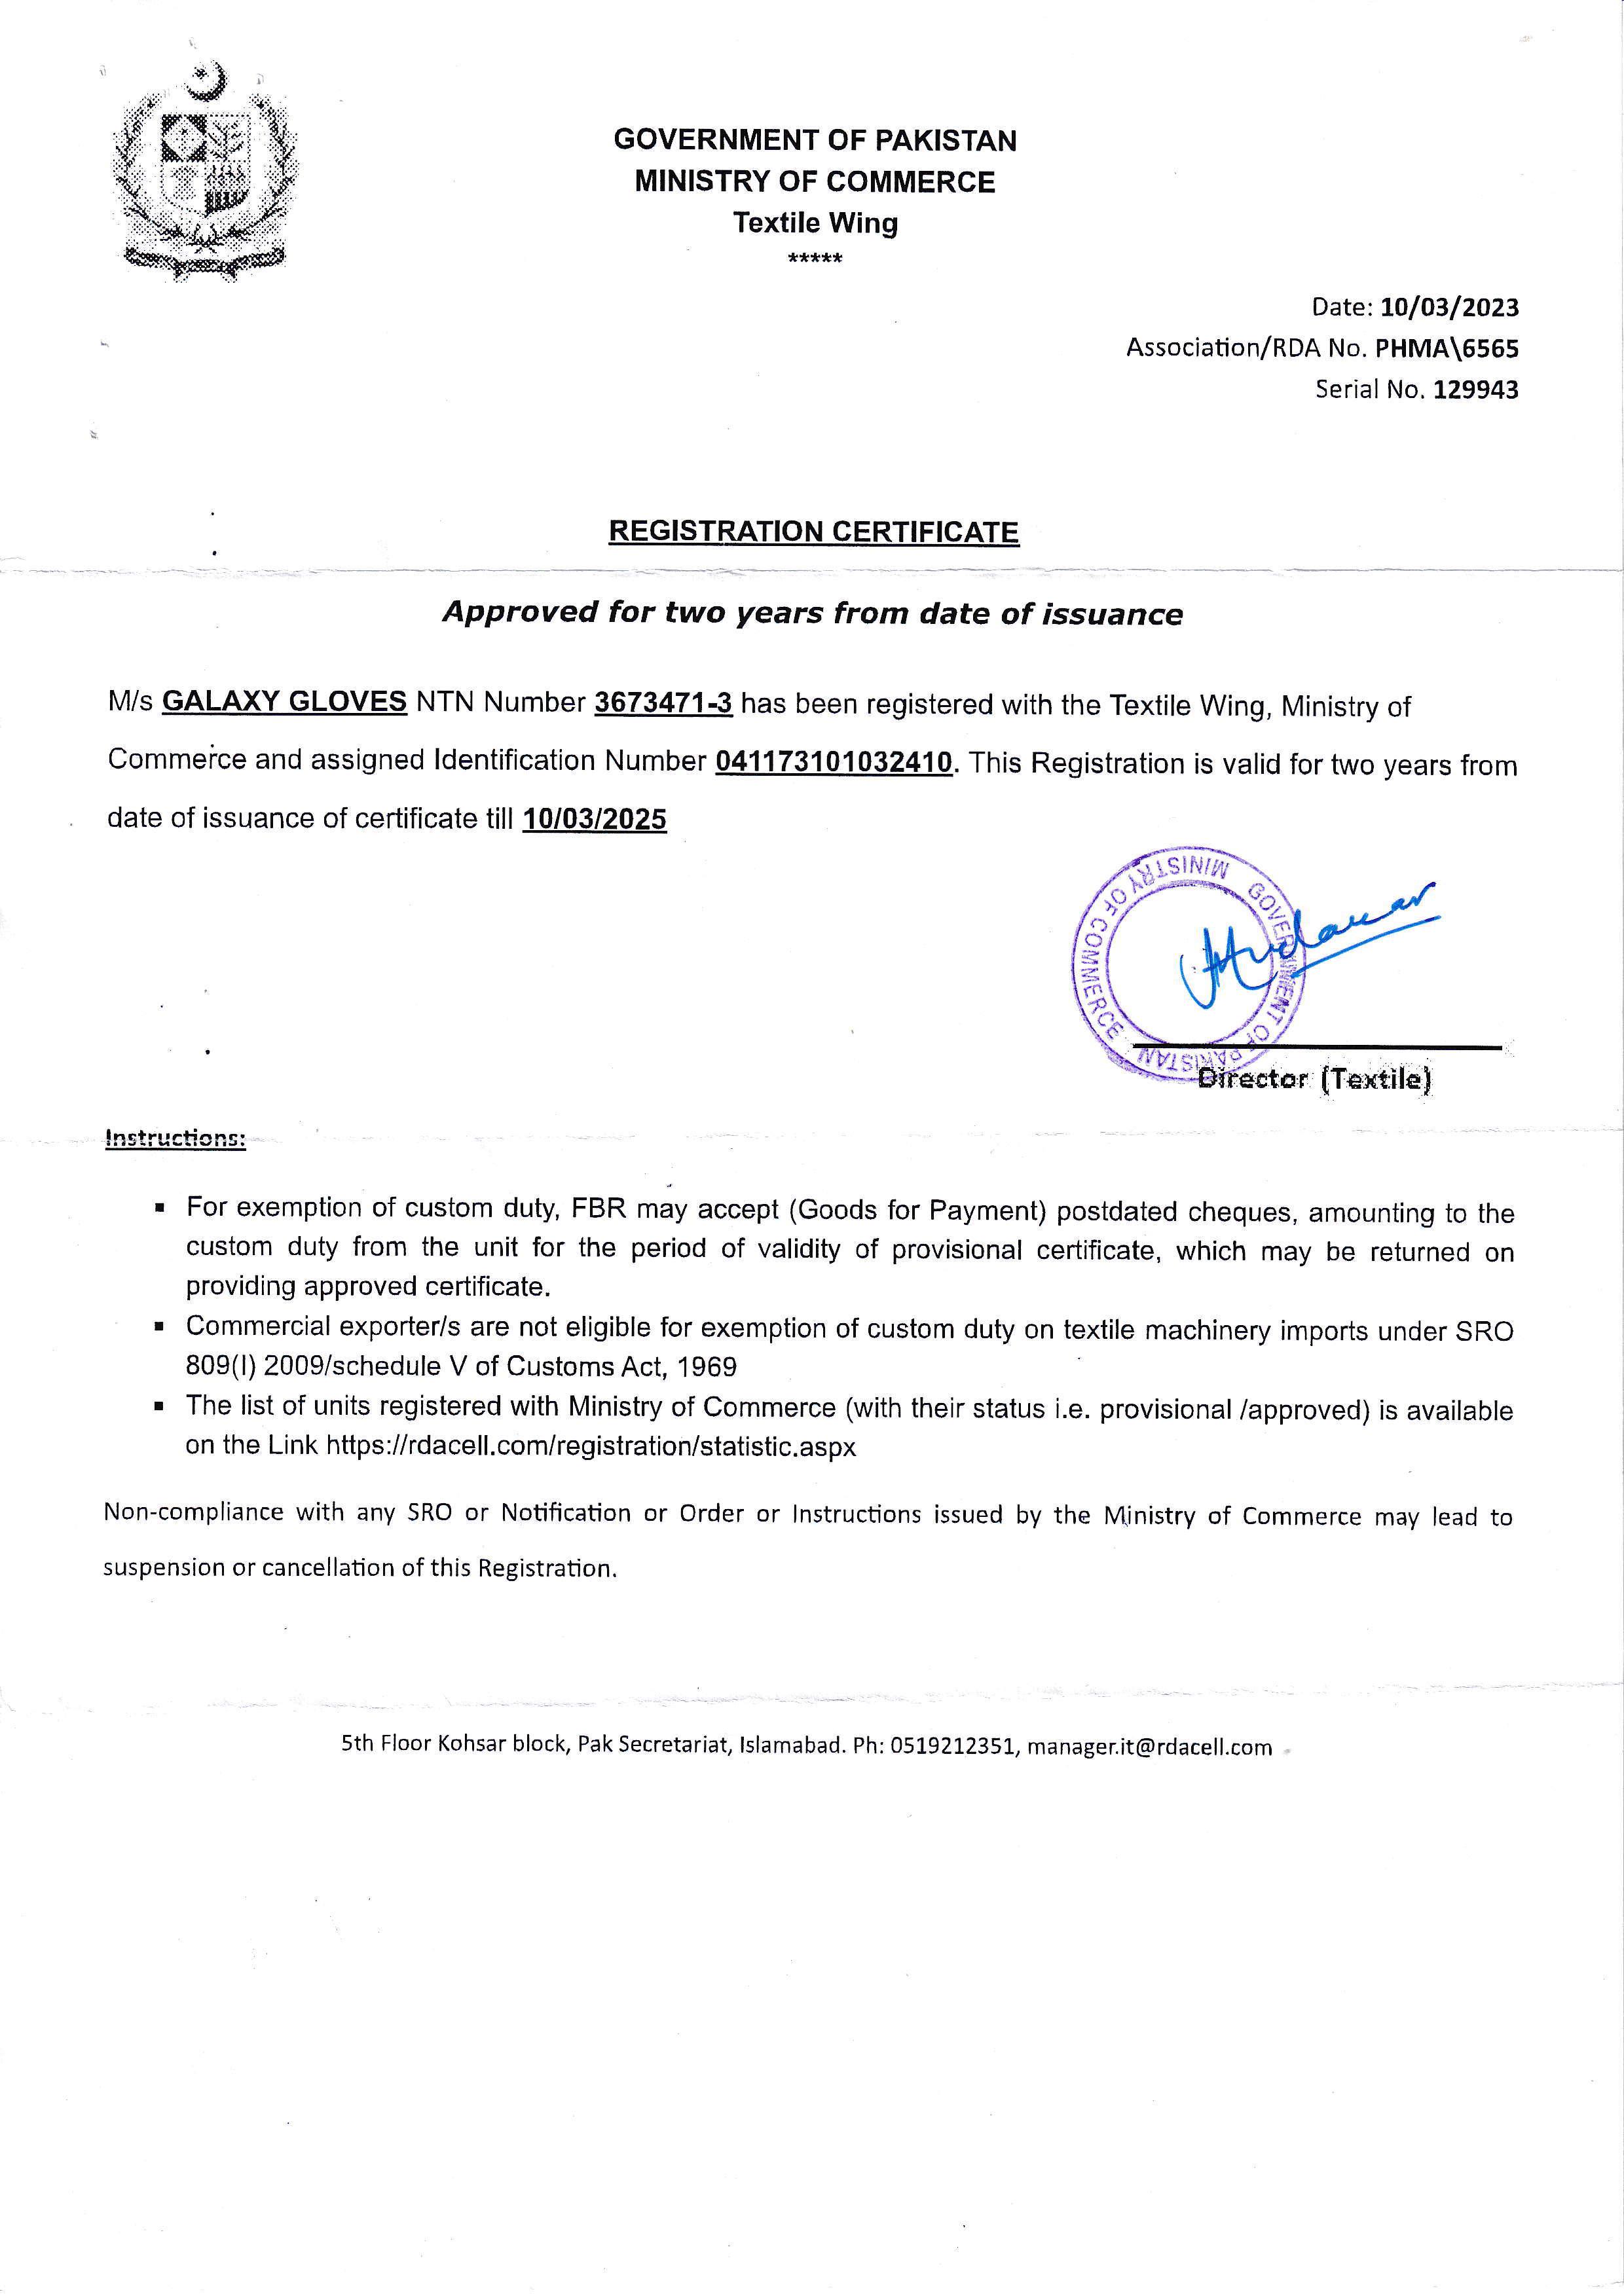 GOVERNMENT OF PAKISTAN
MINISTRY OF COMMERCE
Textile Wing
*****
Date: 10/03/2023
Association/RDA No. PHMA\6565
Serial No. 129943
REGISTRATION CERTIFICATE
Approved for two years from date of issuance
M/s GALAXY GLOVES NTN Number 3673471-3 has been registered with the Textile Wing, Ministry of
Commerce and assigned Identification Number 041173101032410. This Registration is valid for two years from
date of issuance of certificate till 10/03/2025
MINISTRY OF COMMERCE
GOVERNMENT OF PAKISTAN
Director (Textile)
Instructions:
▪ For exemption of custom duty, FBR may accept (Goods for Payment) postdated cheques, amounting to the
custom duty from the unit for the period of validity of provisional certificate, which may be returned on
providing approved certificate.
▪ Commercial exporter/s are not eligible for exemption of custom duty on textile machinery imports under SRO
809(I) 2009/schedule V of Customs Act, 1969
▪ The list of units registered with Ministry of Commerce (with their status i.e. provisional /approved) is available
on the Link https://rdacell.com/registration/statistic.aspx
Non-compliance with any SRO or Notification or Order or Instructions issued by the Ministry of Commerce may lead to
suspension or cancellation of this Registration.
5th Floor Kohsar block, Pak Secretariat, Islamabad. Ph: 0519212351, manager.it@rdacell.com